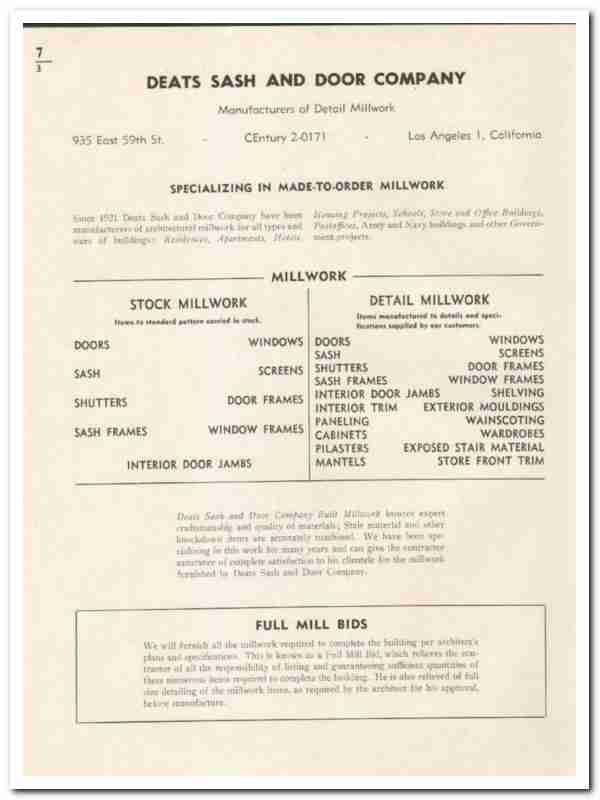 7
3
DEATS SASH AND DOOR COMPANY
Manufacturers of Detail Millwork
935 East 59th St. - CEntury 2-0171 - Los Angeles 1, California
SPECIALIZING IN MADE-TO-ORDER MILLWORK
Since 1921 Deats Sash and Door Company have been
manufacturers of architectural millwork for all types and
sizes of buildings: Residences, Apartments, Hotels,
Housing Projects, Schools, Store and Office Buildings,
Postoffices, Army and Navy buildings and other Govern-
ment projects.
MILLWORK
STOCK MILLWORK
Items to standard pattern carried in stock.
DOORS WINDOWS
SASH SCREENS
SHUTTERS DOOR FRAMES
SASH FRAMES WINDOW FRAMES
INTERIOR DOOR JAMBS
DETAIL MILLWORK
Items manufactured to details and speci-
fications supplied by our customers.
DOORS WINDOWS
SASH SCREENS
SHUTTERS DOOR FRAMES
SASH FRAMES WINDOW FRAMES
INTERIOR DOOR JAMBS SHELVING
INTERIOR TRIM EXTERIOR MOULDINGS
PANELING WAINSCOTING
CABINETS WARDROBES
PILASTERS EXPOSED STAIR MATERIAL
MANTELS STORE FRONT TRIM
Deats Sash and Door Company Built Millwork insures expert
craftsmanship and quality of materials; Stile material and other
knockdown items are accurately machined. We have been spe-
cializing in this work for many years and can give the contractor
assurance of complete satisfaction to his clientele for the millwork
furnished by Deats Sash and Door Company.
FULL MILL BIDS
We will furnish all the millwork required to complete the building per architect's
plans and specifications. This is known as a Full Mill Bid, which relieves the con-
tractor of all the responsibility of listing and guaranteeing sufficient quantities of
these numerous items required to complete the building. He is also relieved of full
size detailing of the millwork items, as required by the architect for his approval,
before manufacture.